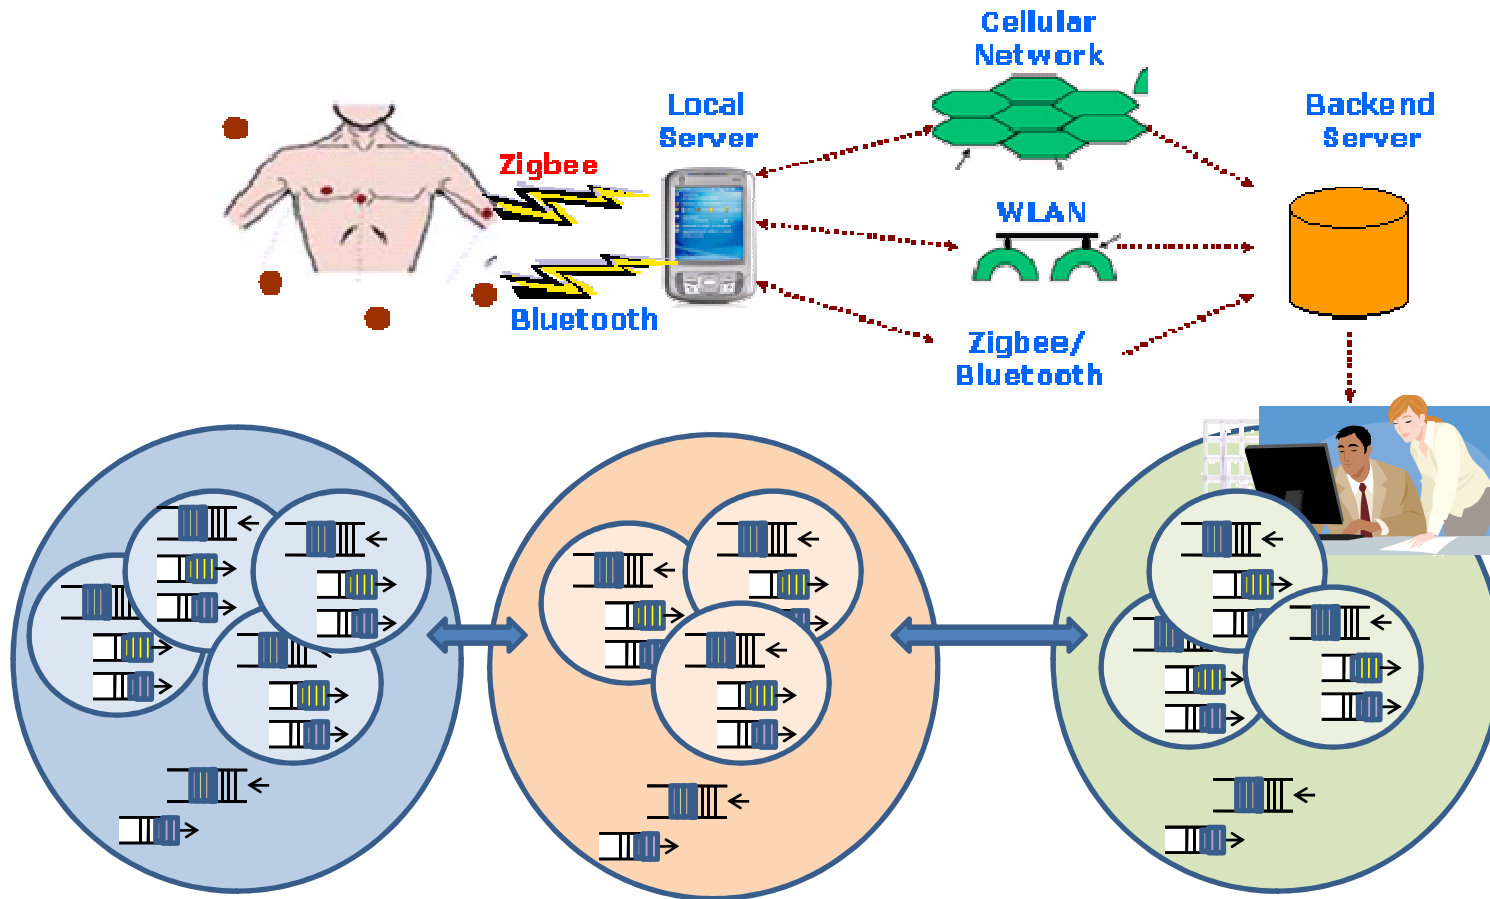 Cellular
Network
Local
Server
Backend
Server
Zigbee
WLAN
Bluetooth
Zigbee/
Bluetooth